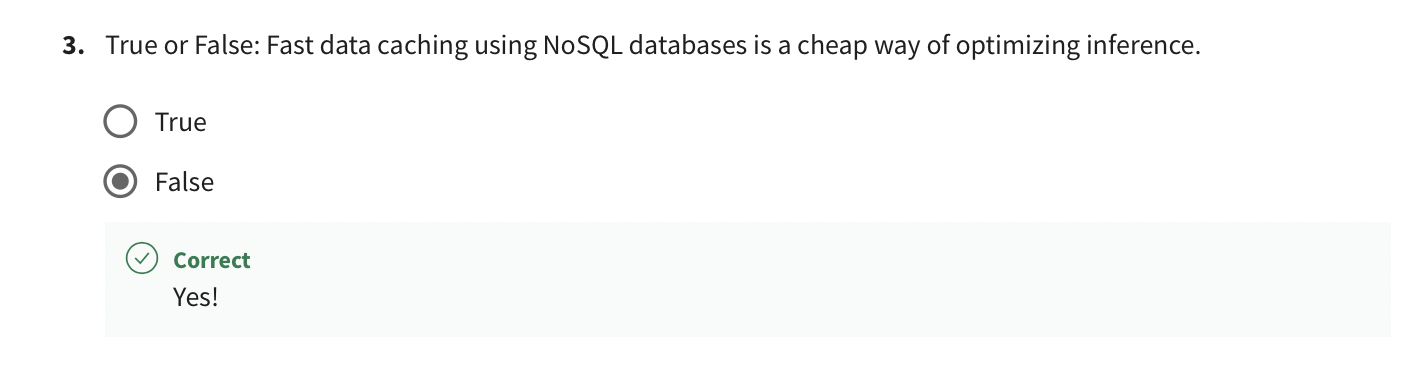 3. True or False: Fast data caching using NoSQL databases is a cheap way of optimizing inference.
True
False
Correct
Yes!